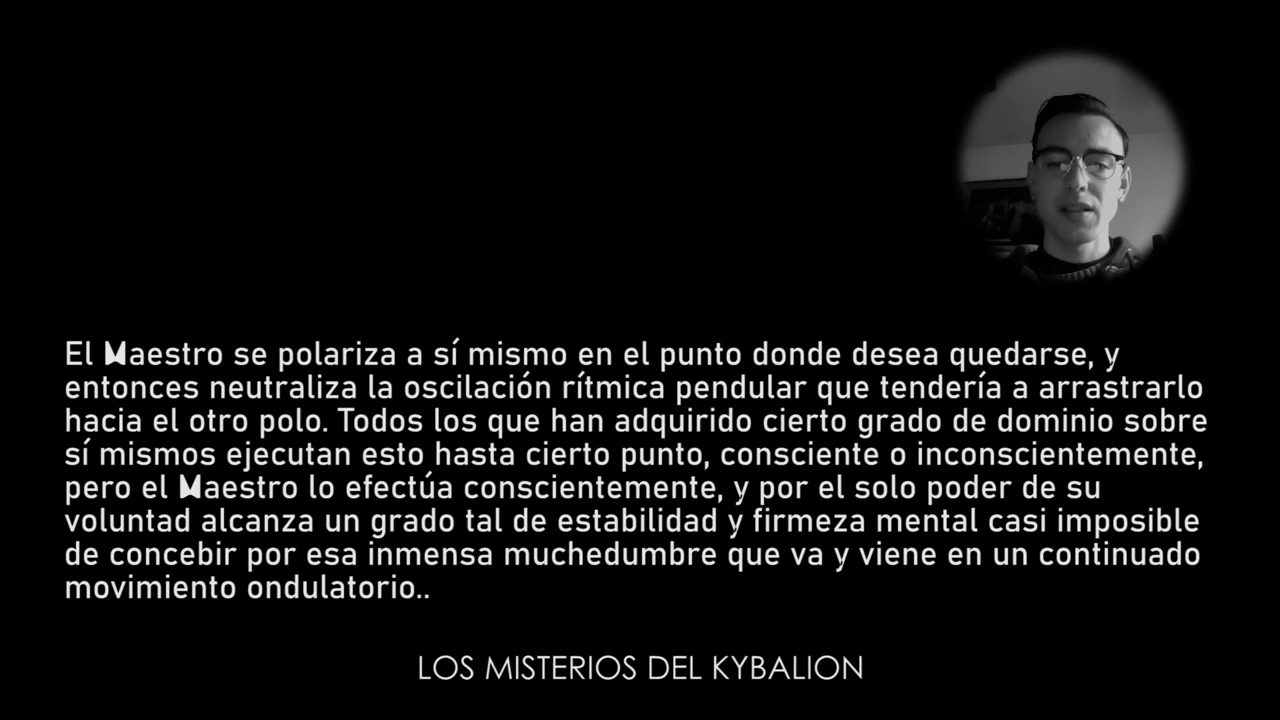 El Maestro se polariza a sí mismo en el punto donde desea quedarse, y
entonces neutraliza la oscilación rítmica pendular que tendería a arrastrarlo
hacia el otro polo. Todos los que han adquirido cierto grado de dominio sobre
sí mismos ejecutan esto hasta cierto punto, consciente o inconscientemente,
pero el Maestro lo efectúa conscientemente, y por el solo poder de su
voluntad alcanza un grado tal de estabilidad y firmeza mental casi imposible
de concebir por esa inmensa muchedumbre que va y viene en un continuado
movimiento ondulatorio..
LOS MISTERIOS DEL KYBALION